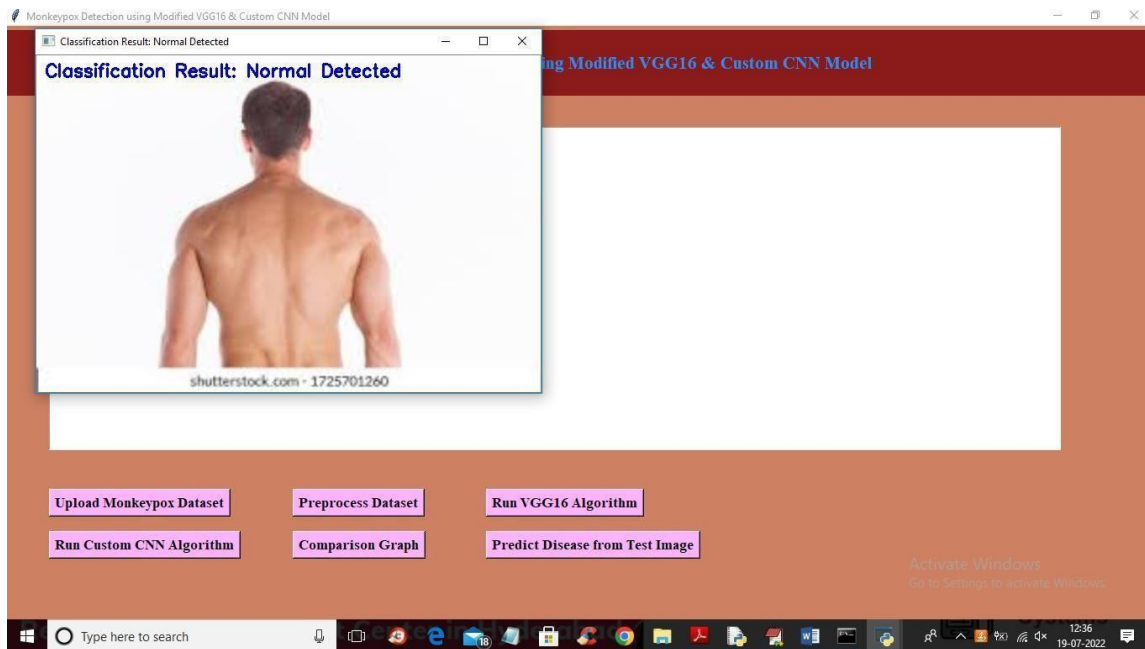 Monkeypox Detection using Modified VGG16 & Custom CNN Model
Classification Result: Normal Detected
Classification Result: Normal Detected
ing Modified VGG16 & Custom CNN Model
shutterstock.com · 1725701260
Upload Monkeypox Dataset
Preprocess Dataset
Run VGG16 Algorithm
Run Custom CNN Algorithm
Comparison Graph
Predict Disease from Test Image
Activate Windows
Go to Settings to activate Windows.
Type here to search
18
12:36
19-07-2022